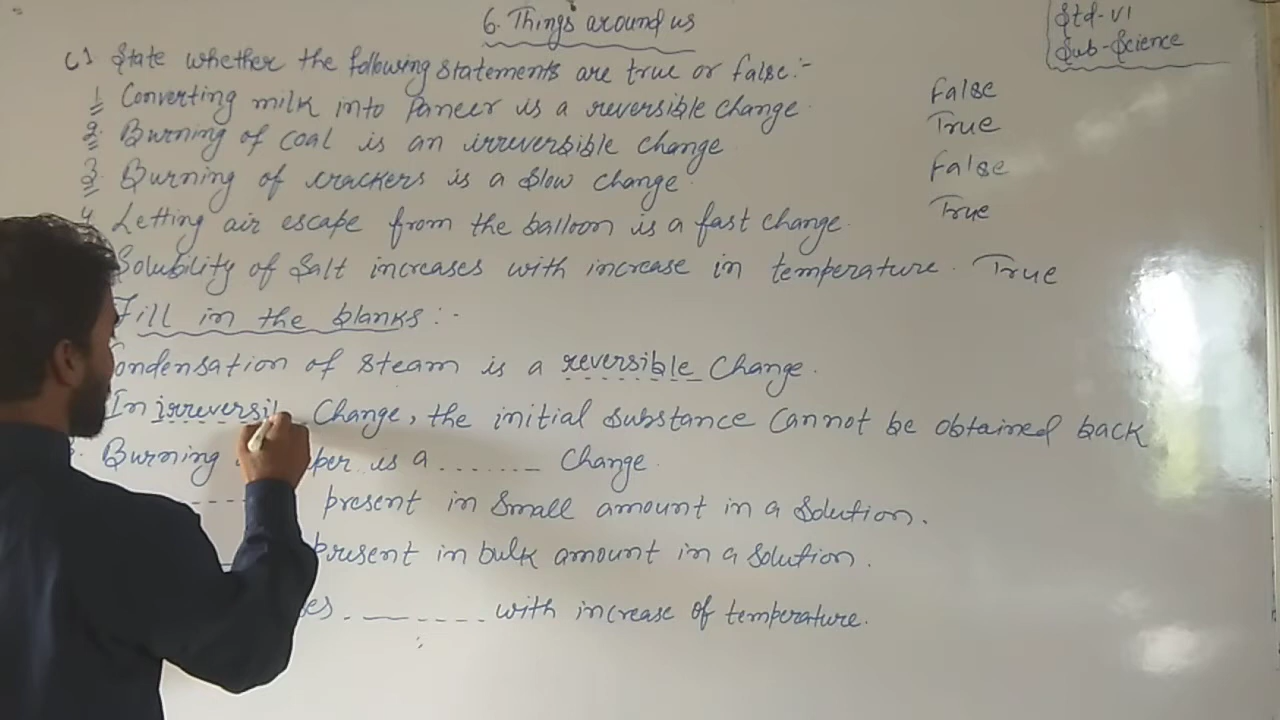 6. Things around us
Std-VI
Sub-Science
C) State whether the following statements are true or false:-
1. Converting milk into Paneer is a reversible change. False
2. Burning of coal is an irreversible change True
3. Burning of crackers is a slow change. False
4. Letting air escape from the balloon is a fast change. True
Solubility of Salt increases with increase in temperature. True
Fill in the blanks:-
Condensation of steam is a reversible Change.
In irreversib Change, the initial substance cannot be obtained back
3. Burning is a ....... Change.
------ present in small amount in a solution.
present in bulk amount in a solution.
------ with increase of temperature.